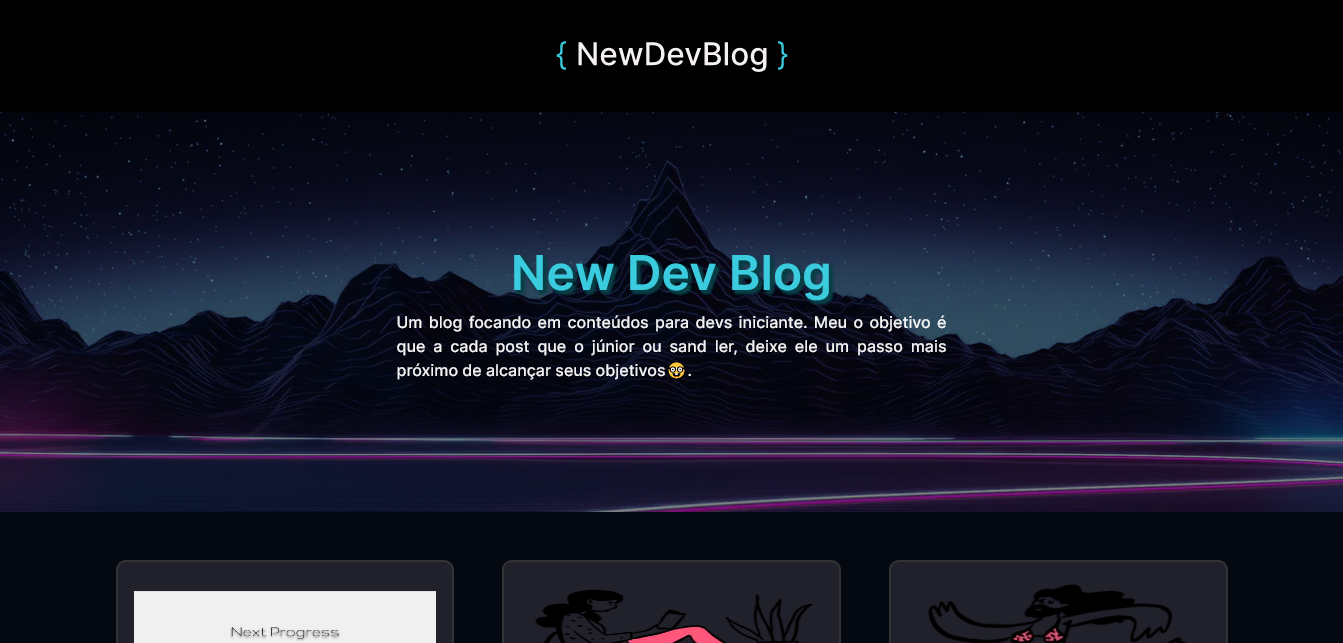 { NewDevBlog }
New Dev Blog
Um blog focando em conteúdos para devs iniciante. Meu o objetivo é
que a cada post que o júnior ou sand ler, deixe ele um passo mais
próximo de alcançar seus objetivos🤓.
Next Progress